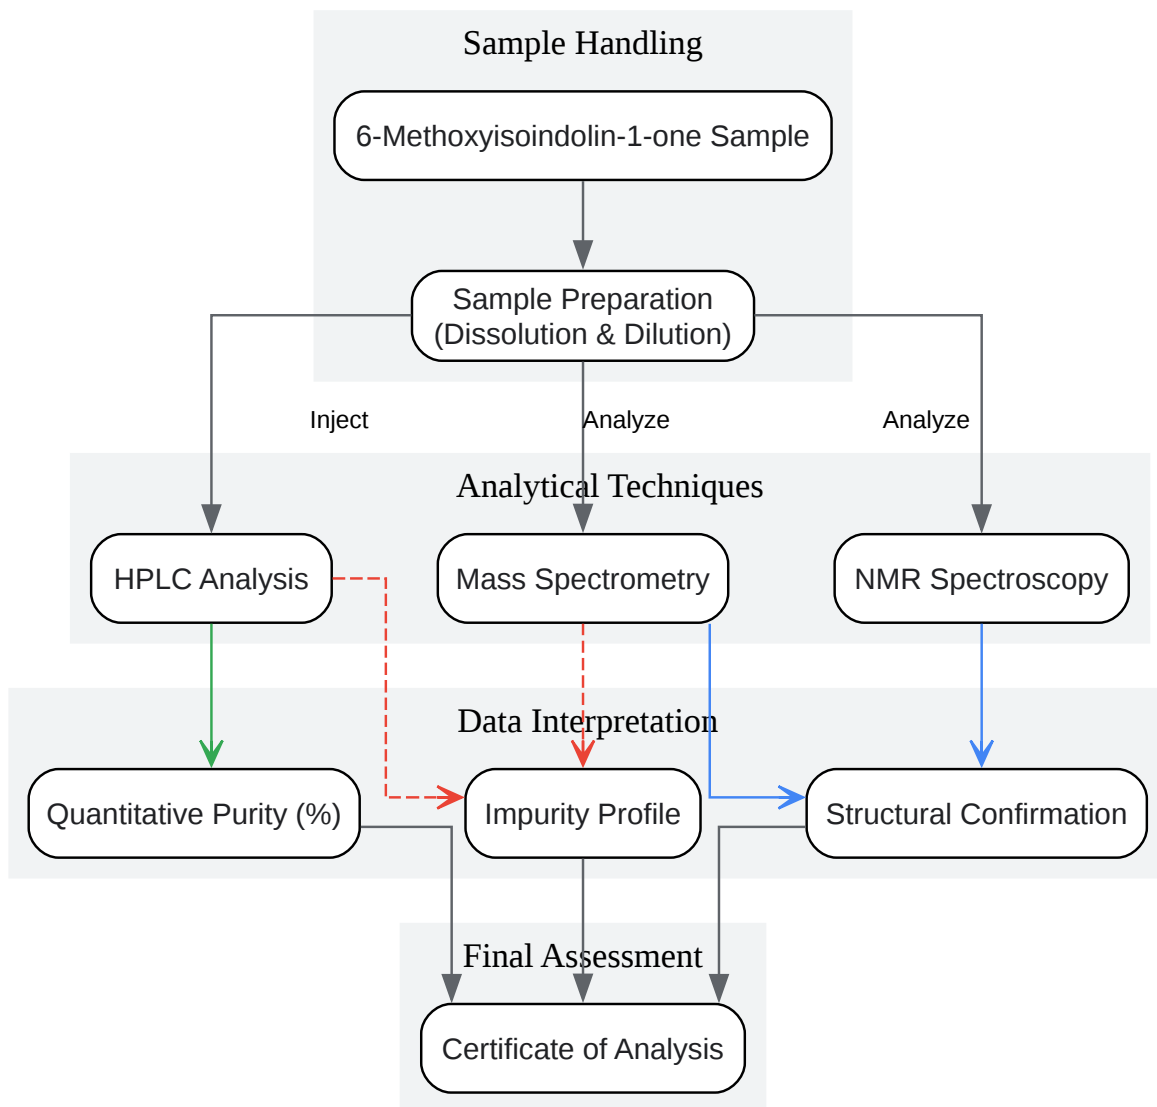 Sample Handling
6-Methoxyisoindolin-1-one Sample
Sample Preparation
(Dissolution & Dilution)
Inject
Analyze
Analyze
Analytical Techniques
HPLC Analysis
Mass Spectrometry
NMR Spectroscopy
Data Interpretation
Quantitative Purity (%)
Impurity Profile
Structural Confirmation
Final Assessment
Certificate of Analysis